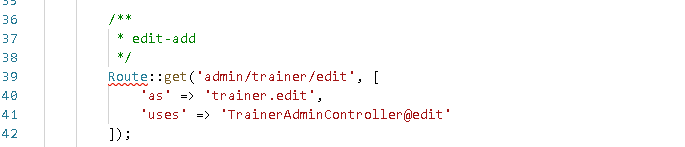 35
36 /**
37 * edit-add
38 */
39 Route::get('admin/trainer/edit', [
40 'as' => 'trainer.edit',
41 'uses' => 'TrainerAdminController@edit'
42 ]);